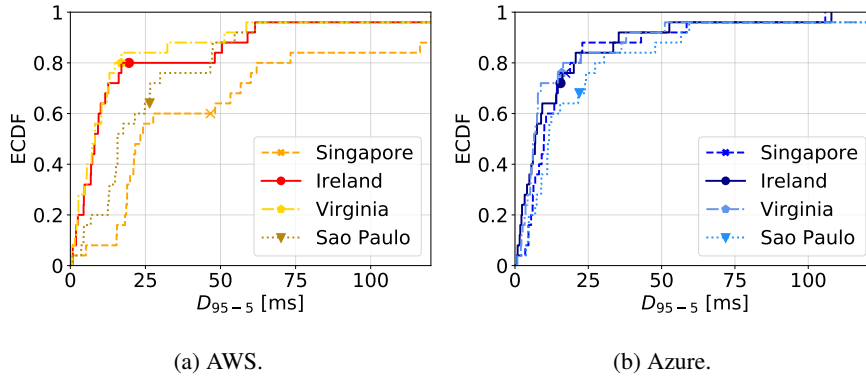 1
0.8
0.6
0.4
0.2
0
ECDF
0 25 50 75 100
D95−5 [ms]
Singapore
Ireland
Virginia
Sao Paulo
(a) AWS.
1
0.8
0.6
0.4
0.2
0
ECDF
0 25 50 75 100
D95−5 [ms]
Singapore
Ireland
Virginia
Sao Paulo
(b) Azure.